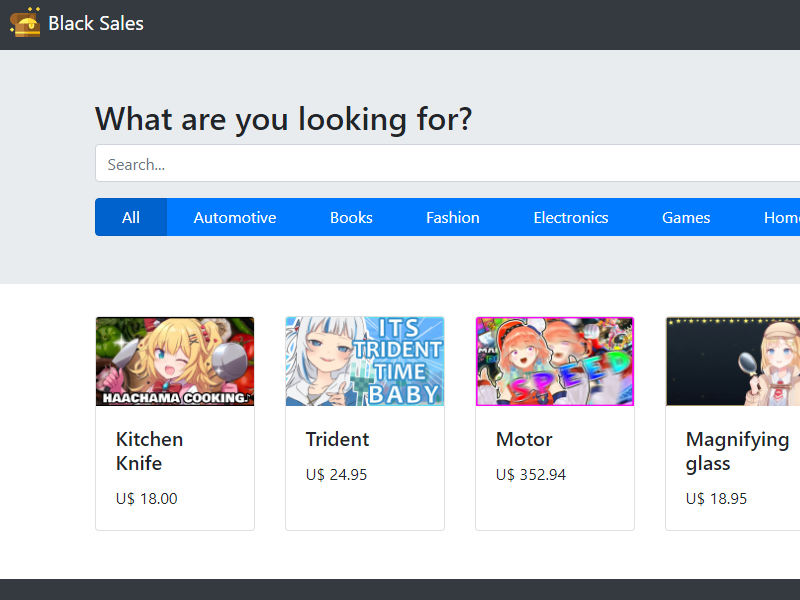 Black Sales
What are you looking for?
Search...
All Automotive Books Fashion Electronics Games Home
HAACHAMA COOKING.
ITS
TRIDENT
TIME
BABY
SPEED
Kitchen
Knife
U$ 18.00
Trident
U$ 24.95
Motor
U$ 352.94
Magnifying
glass
U$ 18.95